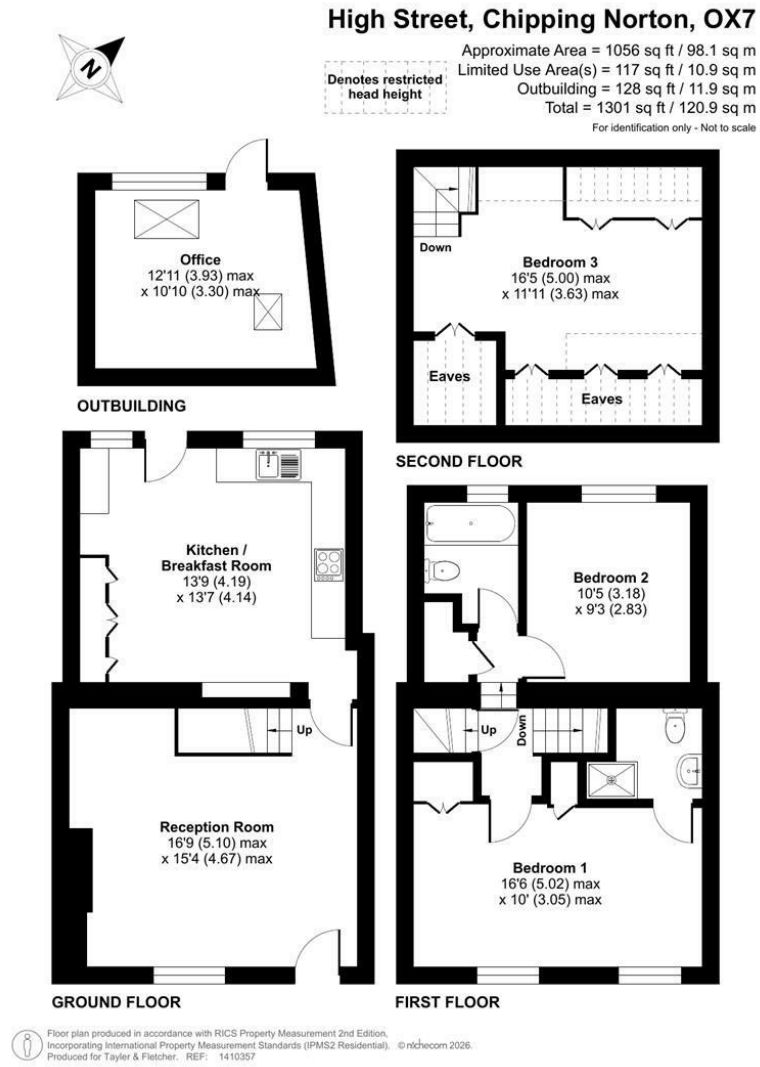 High Street, Chipping Norton, OX7
Approximate Area = 1056 sq ft / 98.1 sq m
Limited Use Area(s) = 117 sq ft / 10.9 sq m
Outbuilding = 128 sq ft / 11.9 sq m
Total = 1301 sq ft / 120.9 sq m
For identification only - Not to scale
Denotes restricted
head height
N
Office
12'11 (3.93) max
x 10'10 (3.30) max
OUTBUILDING
Down
Bedroom 3
16'5 (5.00) max
x 11'11 (3.63) max
Eaves
Eaves
SECOND FLOOR
Kitchen /
Breakfast Room
13'9 (4.19)
x 13'7 (4.14)
Up
Reception Room
16'9 (5.10) max
x 15'4 (4.67) max
GROUND FLOOR
Bedroom 2
10'5 (3.18)
x 9'3 (2.83)
Up
Down
Bedroom 1
16'6 (5.02) max
x 10' (3.05) max
FIRST FLOOR
Floor plan produced in accordance with RICS Property Measurement 2nd Edition,
Incorporating International Property Measurement Standards (IPMS2 Residential). © nichecom 2026.
Produced for Tayler & Fletcher. REF: 1410357